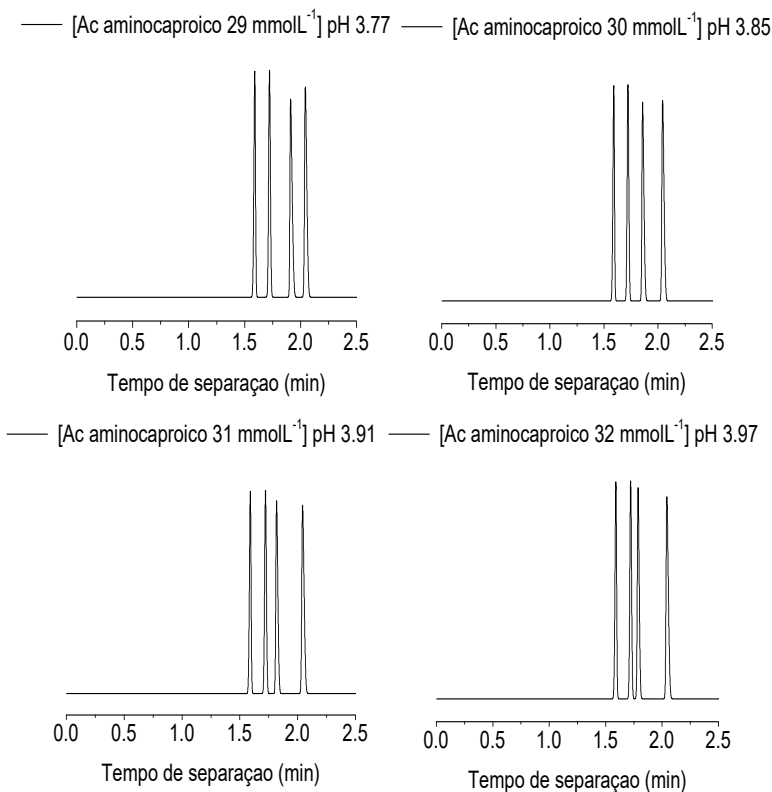 [Ac aminocaproico 29 mmolL⁻¹] pH 3.77
[Ac aminocaproico 30 mmolL⁻¹] pH 3.85
0.0 0.5 1.0 1.5 2.0 2.5
Tempo de separaçao (min)
0.0 0.5 1.0 1.5 2.0 2.5
Tempo de separaçao (min)
[Ac aminocaproico 31 mmolL⁻¹] pH 3.91
[Ac aminocaproico 32 mmolL⁻¹] pH 3.97
0.0 0.5 1.0 1.5 2.0 2.5
Tempo de separaçao (min)
0.0 0.5 1.0 1.5 2.0 2.5
Tempo de separaçao (min)